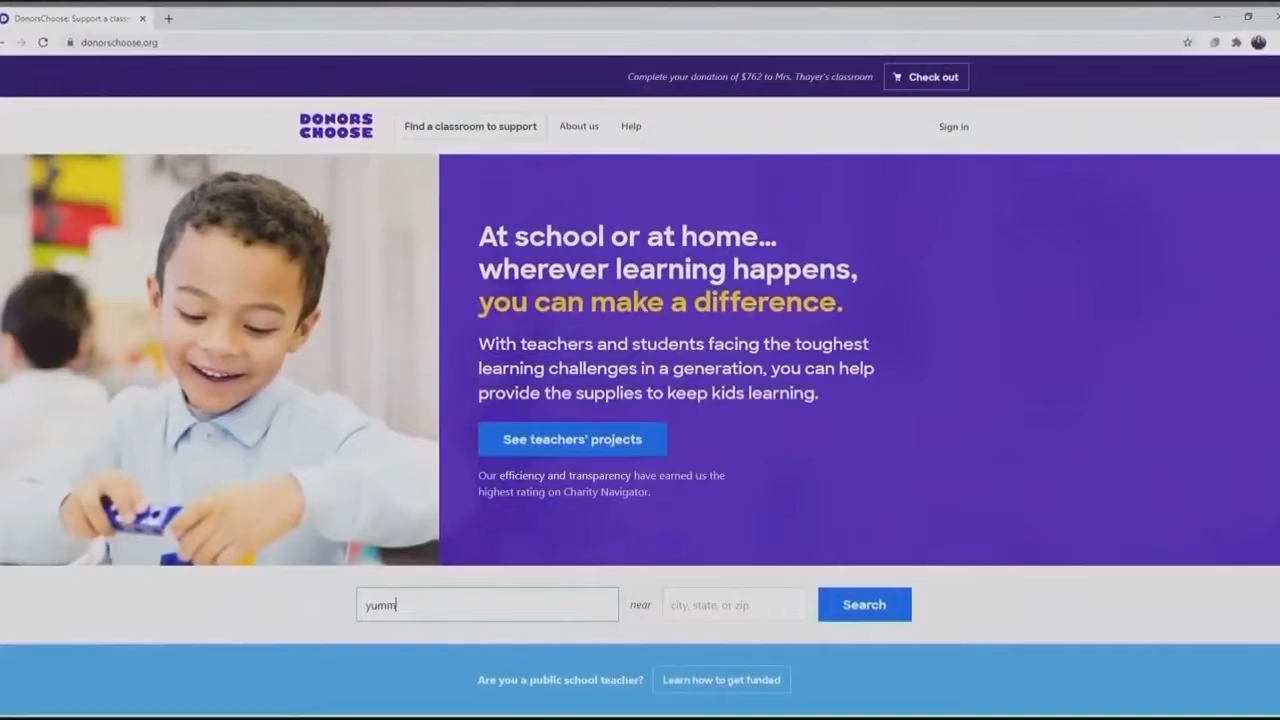 DonorsChoose: Support a class
donorschoose.org
Complete your donation of $762 to Mrs. Thayer's classroom
Check out
DONORS
CHOOSE
Find a classroom to support
About us
Help
Sign in
At school or at home...
wherever learning happens,
you can make a difference.
With teachers and students facing the toughest
learning challenges in a generation, you can help
provide the supplies to keep kids learning.
See teachers' projects
Our efficiency and transparency have earned us the
highest rating on Charity Navigator.
yumm
near
city, state, or zip
Search
Are you a public school teacher?
Learn how to get funded